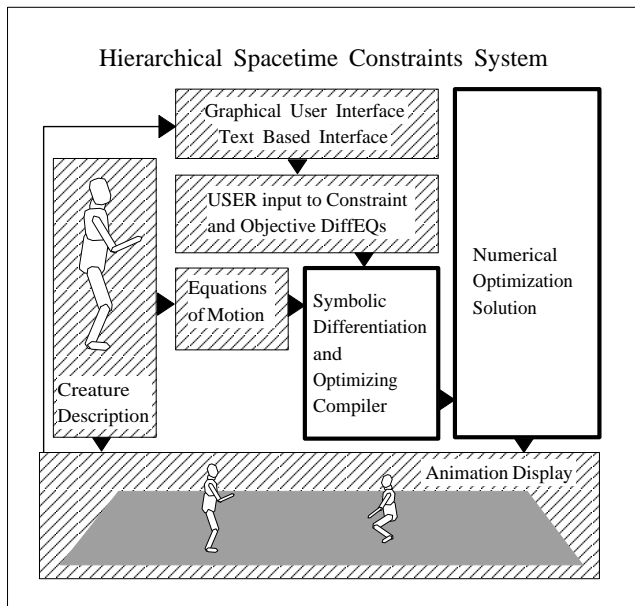 Hierarchical Spacetime Constraints System
Graphical User Interface
Text Based Interface
USER input to Constraint
and Objective DiffEQs
Numerical
Optimization
Solution
Equations
of Motion
Symbolic
Differentiation
and
Optimizing
Compiler
Creature
Description
Animation Display